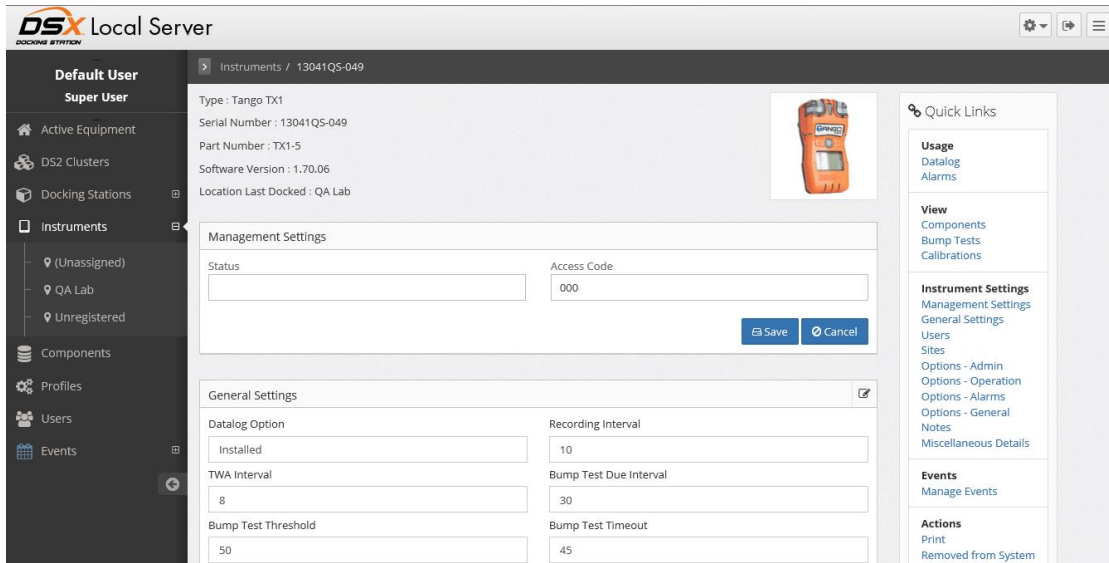 DSX Local Server
DOCKING STATION
Default User
Super User
Active Equipment
DS2 Clusters
Docking Stations
Instruments
(Unassigned)
QA Lab
Unregistered
Components
Profiles
Users
Events
Instruments / 13041QS-049
Type : Tango TX1
Serial Number : 13041QS-049
Part Number : TX1-5
Software Version : 1.70.06
Location Last Docked : QA Lab
Management Settings
Status
Access Code
000
Save
Cancel
General Settings
Datalog Option
Recording Interval
Installed
10
TWA Interval
Bump Test Due Interval
8
30
Bump Test Threshold
Bump Test Timeout
50
45
Quick Links
Usage
Datalog
Alarms
View
Components
Bump Tests
Calibrations
Instrument Settings
Management Settings
General Settings
Users
Sites
Options - Admin
Options - Operation
Options - Alarms
Options - General
Notes
Miscellaneous Details
Events
Manage Events
Actions
Print
Removed from System